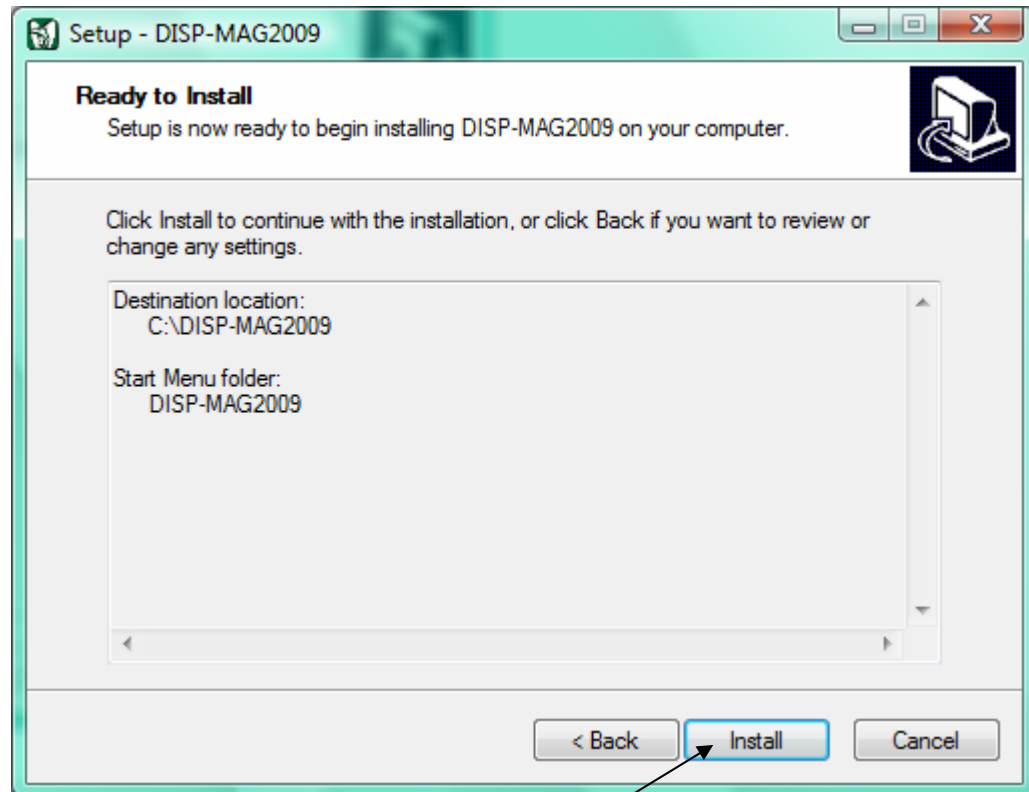 Setup - DISP-MAG2009
Ready to Install
Setup is now ready to begin installing DISP-MAG2009 on your computer.
Click Install to continue with the installation, or click Back if you want to review or
change any settings.
Destination location:
C:\DISP-MAG2009
Start Menu folder:
DISP-MAG2009
< Back
Install
Cancel